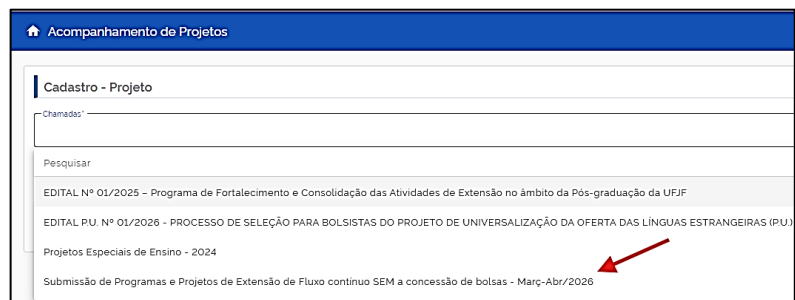 Acompanhamento de Projetos
Cadastro - Projeto
Chamadas*
Pesquisar
EDITAL Nº 01/2025 – Programa de Fortalecimento e Consolidação das Atividades de Extensão no âmbito da Pós-graduação da UFJF
EDITAL P.U. Nº 01/2026 - PROCESSO DE SELEÇÃO PARA BOLSISTAS DO PROJETO DE UNIVERSALIZAÇÃO DA OFERTA DAS LÍNGUAS ESTRANGEIRAS (P.U.)
Projetos Especiais de Ensino - 2024
Submissão de Programas e Projetos de Extensão de Fluxo contínuo SEM a concessão de bolsas - Març-Abr/2026